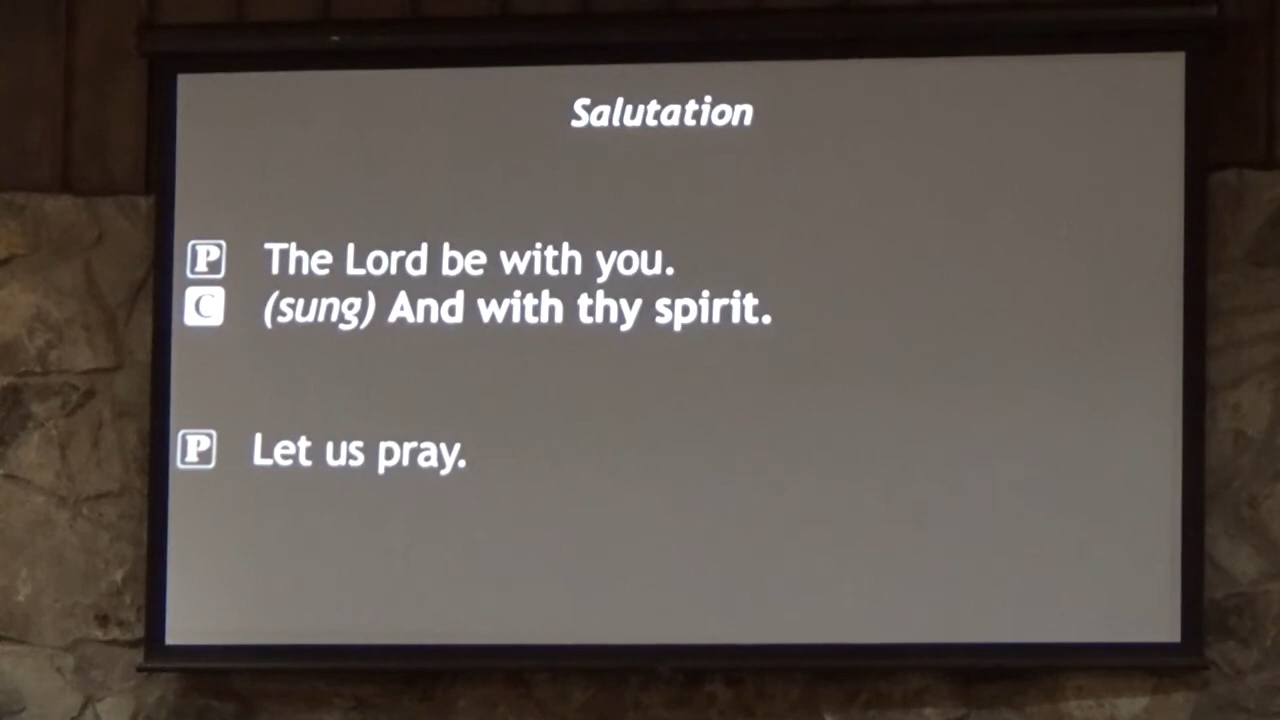 Salutation
P The Lord be with you.
C (sung) And with thy spirit.
P Let us pray.